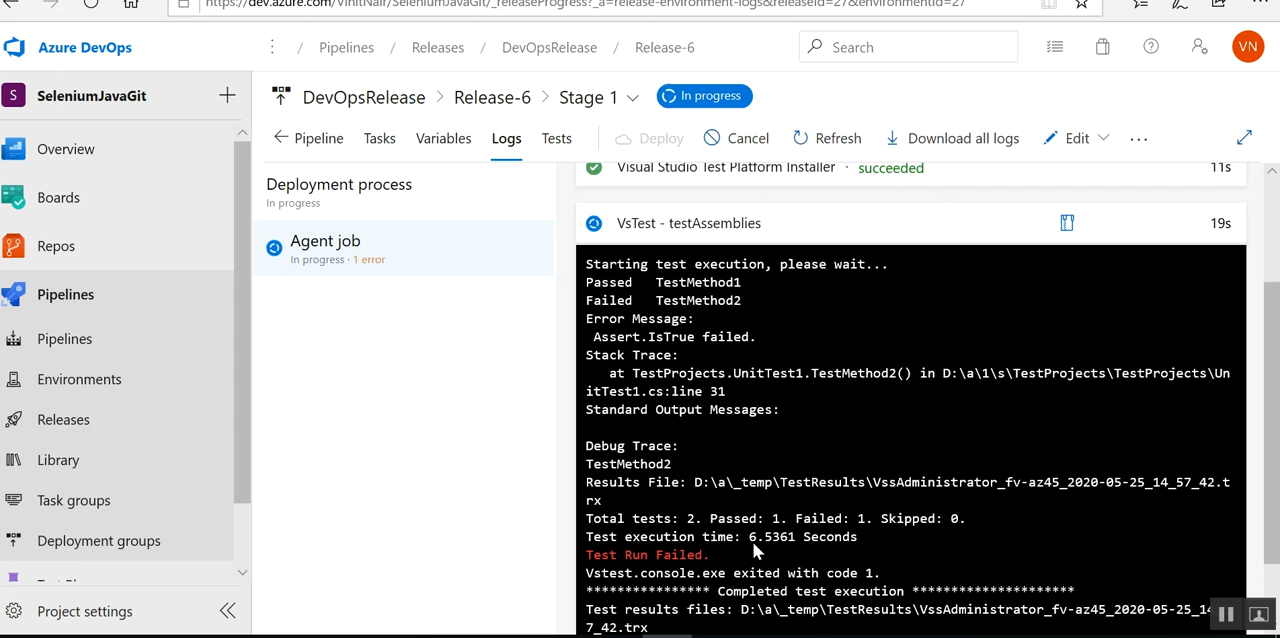 https://dev.azure.com/VinitNair/SeleniumJavaGit/_releaseProgress?_a=release-environment-logs&releaseId=27&environmentId=27
Azure DevOps
/ Pipelines / Releases / DevOpsRelease / Release-6
Search
VN
S SeleniumJavaGit
DevOpsRelease > Release-6 > Stage 1
In progress
Pipeline Tasks Variables Logs Tests
Deploy Cancel Refresh Download all logs Edit
Overview
Boards
Repos
Pipelines
Pipelines
Environments
Releases
Library
Task groups
Deployment groups
Project settings
Deployment process
In progress
Agent job
In progress · 1 error
Visual Studio Test Platform Installer · succeeded 11s
VsTest - testAssemblies 19s
Starting test execution, please wait...
Passed TestMethod1
Failed TestMethod2
Error Message:
Assert.IsTrue failed.
Stack Trace:
at TestProjects.UnitTest1.TestMethod2() in D:\a\1\s\TestProjects\TestProjects\Un
itTest1.cs:line 31
Standard Output Messages:
Debug Trace:
TestMethod2
Results File: D:\a\_temp\TestResults\VssAdministrator_fv-az45_2020-05-25_14_57_42.t
rx
Total tests: 2. Passed: 1. Failed: 1. Skipped: 0.
Test execution time: 6.5361 Seconds
Test Run Failed.
Vstest.console.exe exited with code 1.
**************** Completed test execution *********************
Test results files: D:\a\_temp\TestResults\VssAdministrator_fv-az45_2020-05-25_14
7_42.trx